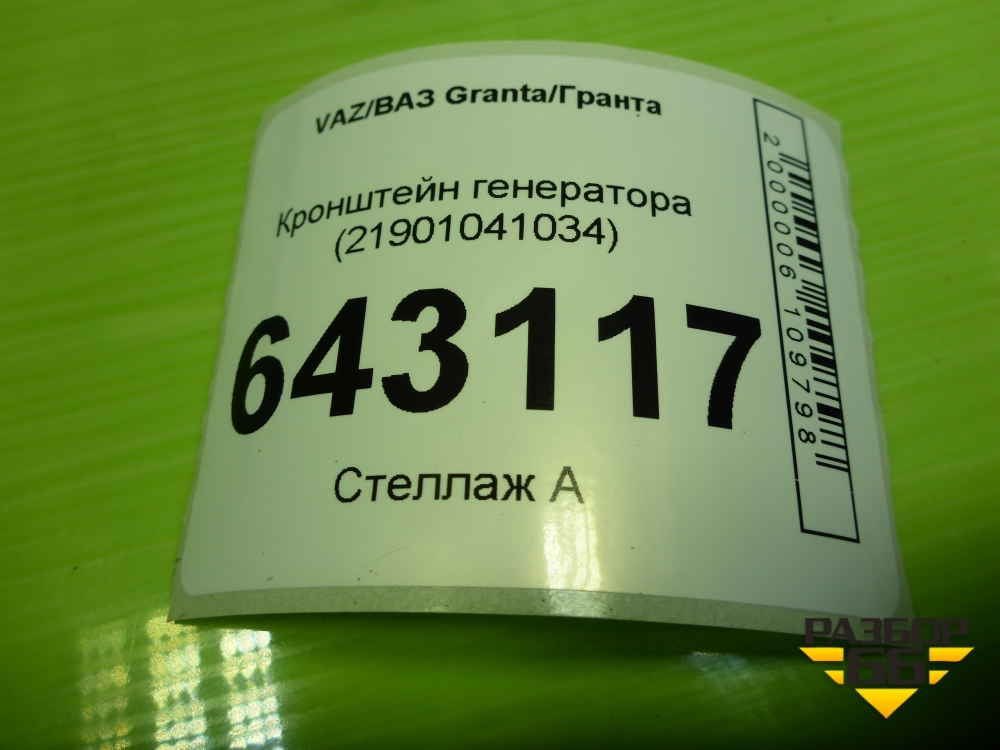 VAZ/ВАЗ Granta/Гранта
Кронштейн генератора
(21901041034)
643117
Стеллаж А
2000006109798
РАЗБОР
66